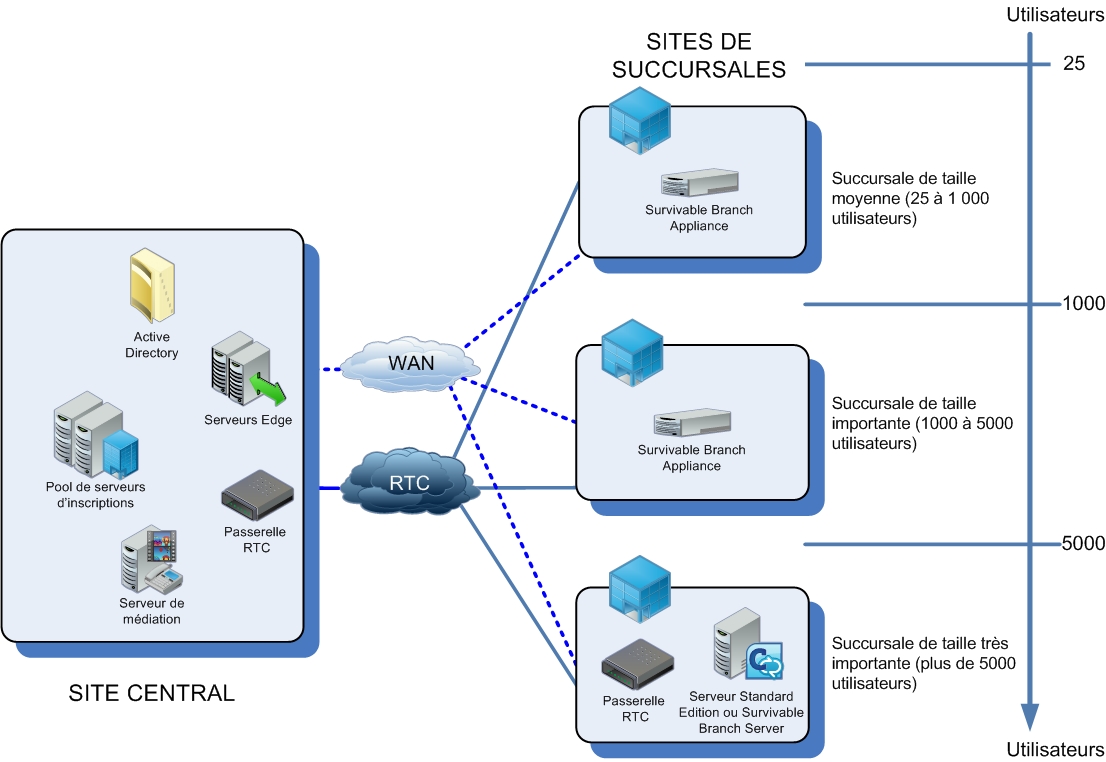 Utilisateurs
SITES DE
SUCCURSALES
25
Survivable Branch
Appliance
Succursale de taille
moyenne (25 à 1 000
utilisateurs)
1000
Active
Directory
Serveurs Edge
Pool de serveurs
d'inscriptions
Passerelle
RTC
Serveur de
médiation
SITE CENTRAL
WAN
RTC
Survivable Branch
Appliance
Succursale de taille
importante (1000 à 5000
utilisateurs)
5000
Passerelle
RTC
Serveur Standard
Edition ou Survivable
Branch Server
Succursale de taille très
importante (plus de 5000
utilisateurs)
Utilisateurs